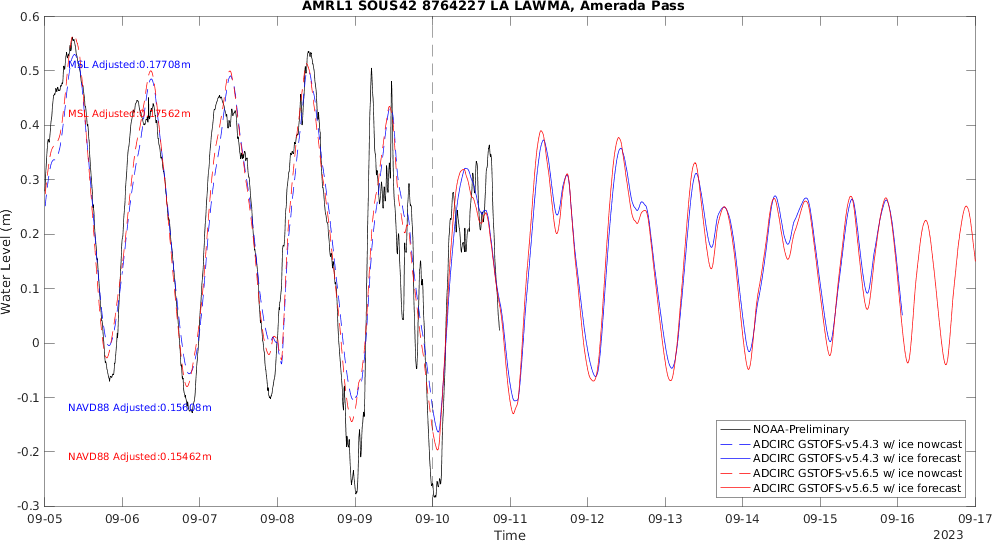 AMRL1 SOUS42 8764227 LA LAWMA, Amerada Pass
0.6
0.5
0.4
0.3
0.2
0.1
0
-0.1
-0.2
-0.3
Water Level (m)
MSL Adjusted:0.17708m
MSL Adjusted:0.17562m
NAVD88 Adjusted:0.15608m
NAVD88 Adjusted:0.15462m
NOAA-Preliminary
ADCIRC GSTOFS-v5.4.3 w/ ice nowcast
ADCIRC GSTOFS-v5.4.3 w/ ice forecast
ADCIRC GSTOFS-v5.6.5 w/ ice nowcast
ADCIRC GSTOFS-v5.6.5 w/ ice forecast
09-05 09-06 09-07 09-08 09-09 09-10 09-11 09-12 09-13 09-14 09-15 09-16 09-17
Time
2023